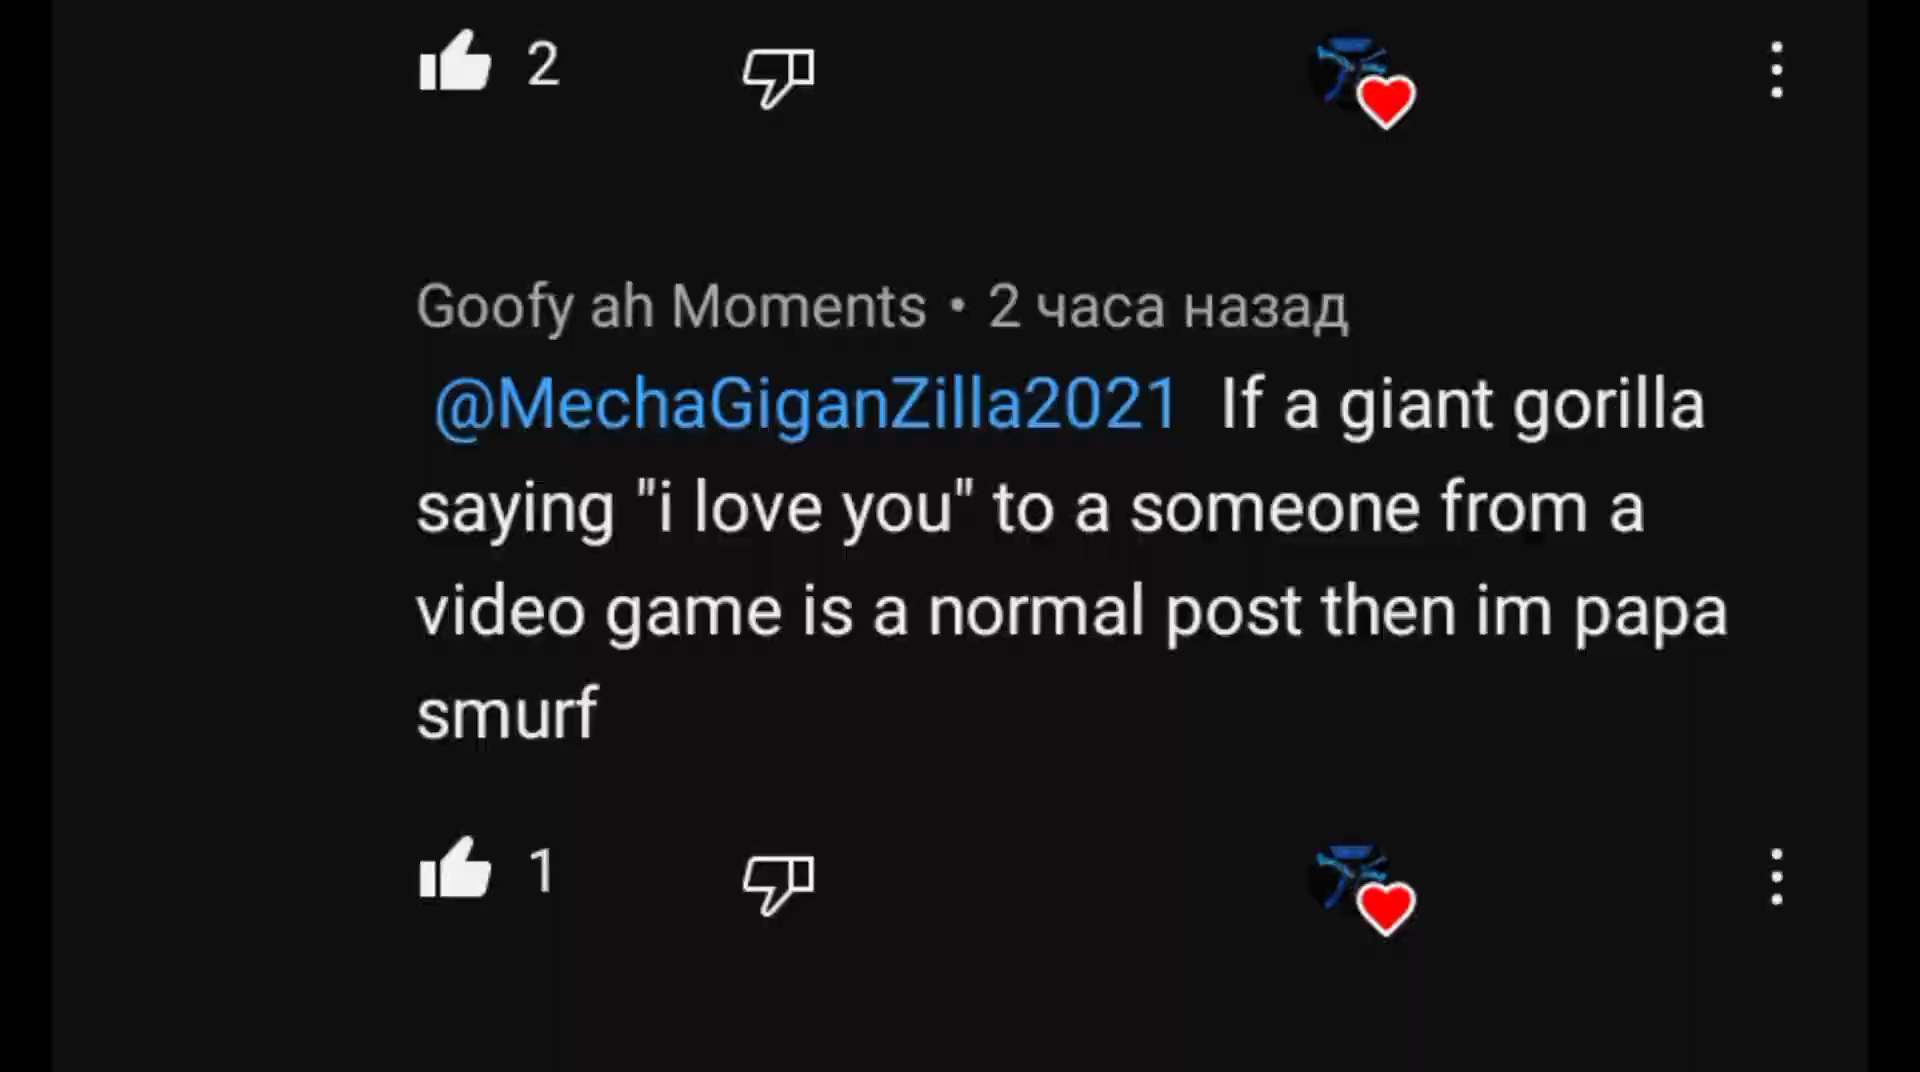 2
Goofy ah Moments • 2 часа назад
@MechaGiganZilla2021 If a giant gorilla
saying "i love you" to a someone from a
video game is a normal post then im papa
smurf
1